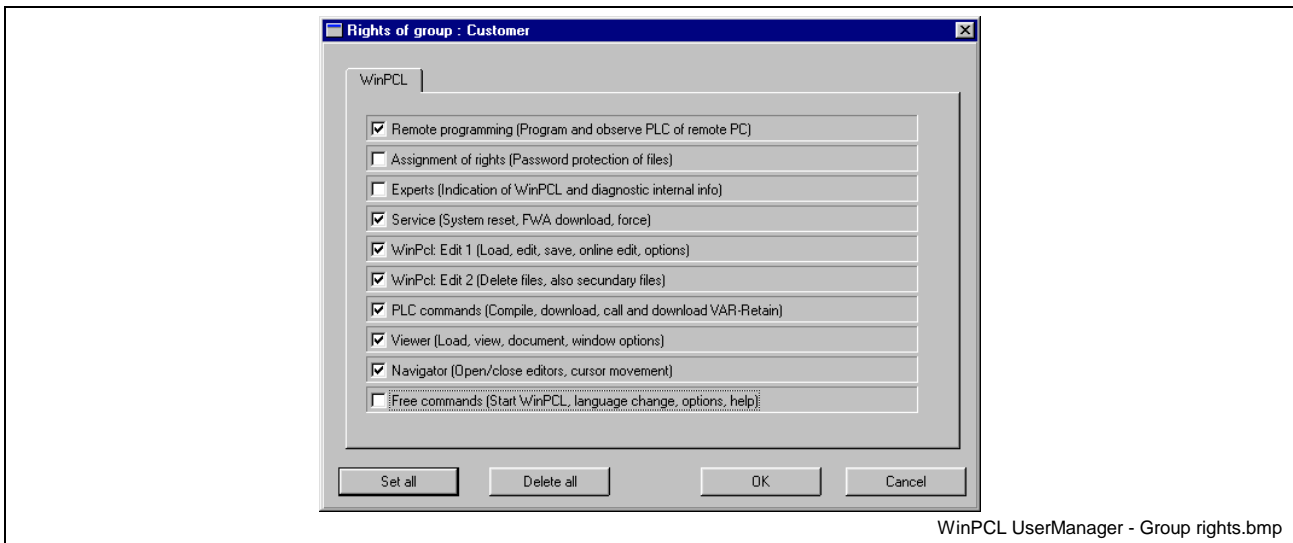 Rights of group : Customer
WinPCL
Remote programming (Program and observe PLC of remote PC)
Assignment of rights (Password protection of files)
Experts (Indication of WinPCL and diagnostic internal info)
Service (System reset, FWA download, force)
WinPcl: Edit 1 (Load, edit, save, online edit, options)
WinPcl: Edit 2 (Delete files, also secundary files)
PLC commands (Compile, download, call and download VAR-Retain)
Viewer (Load, view, document, window options)
Navigator (Open/close editors, cursor movement)
Free commands (Start WinPCL, language change, options, help)
Set all Delete all OK Cancel
WinPCL UserManager - Group rights.bmp